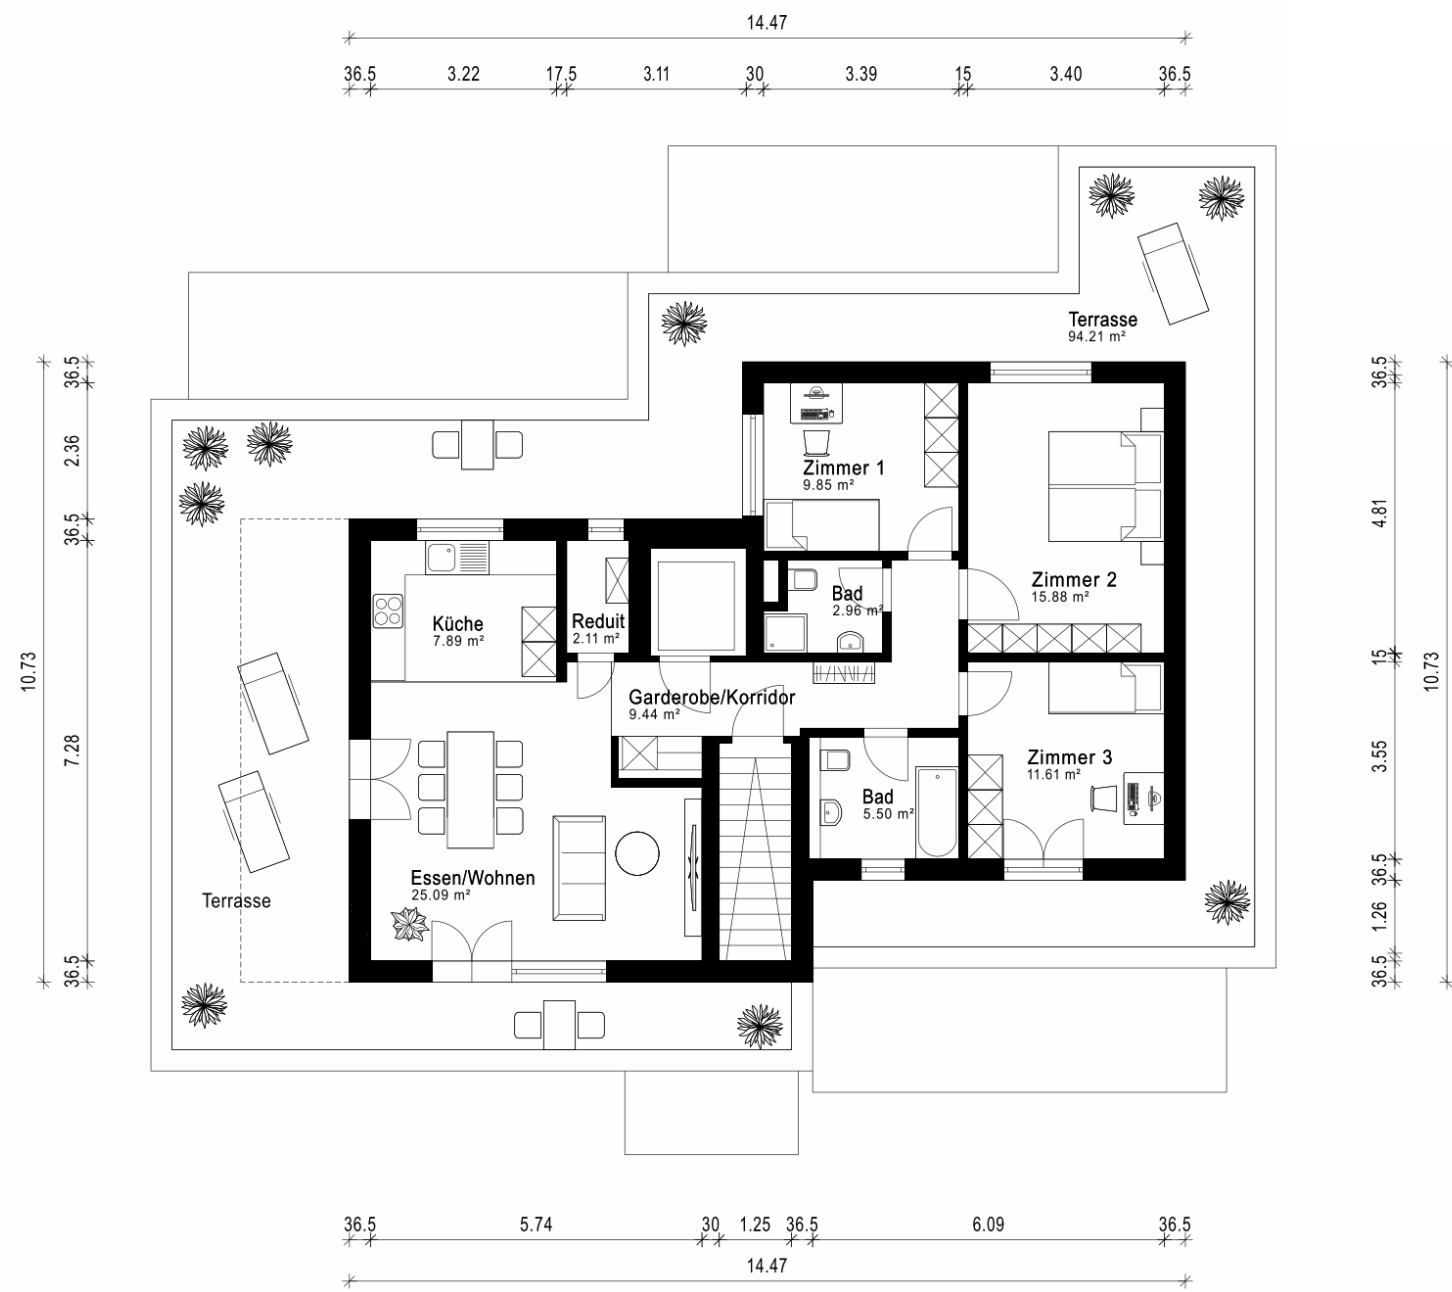 14.47
36.5 3.22 17.5 3.11 30 3.39 15 3.40 36.5
Terrasse
94.21 m²
36.5
2.36
36.5
7.28
36.5
10.73
36.5
4.81
15
3.55
36.5
1.26
36.5
10.73
Zimmer 1
9.85 m²
Zimmer 2
15.88 m²
Bad
2.96 m²
Küche
7.89 m²
Reduit
2.11 m²
Garderobe/Korridor
9.44 m²
Zimmer 3
11.61 m²
Bad
5.50 m²
Essen/Wohnen
25.09 m²
Terrasse
36.5 5.74 30 1.25 36.5 6.09 36.5
14.47